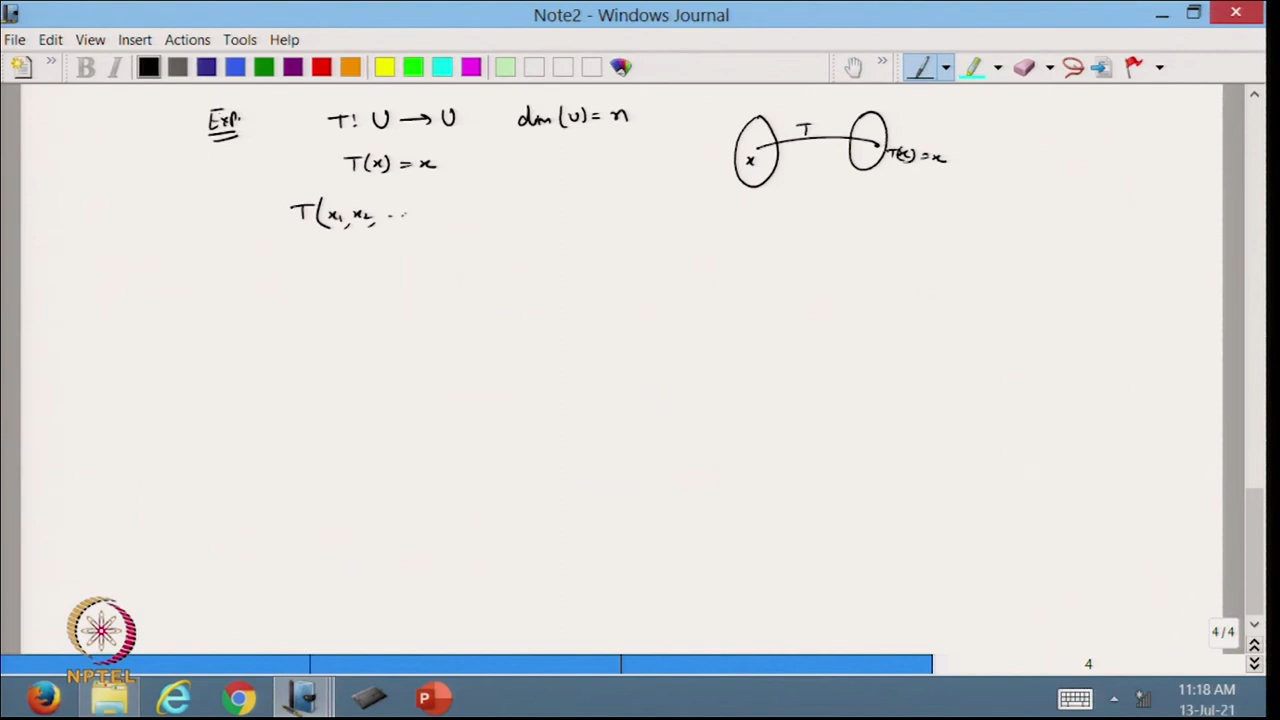 Note2 - Windows Journal
File Edit View Insert Actions Tools Help
B I
Exp. T: U → U dim(U) = n
T
x T(x) = x
T(x) = x
T(x₁, x₂, ...
4/4
4
NPTEL
11:18 AM
13-Jul-21